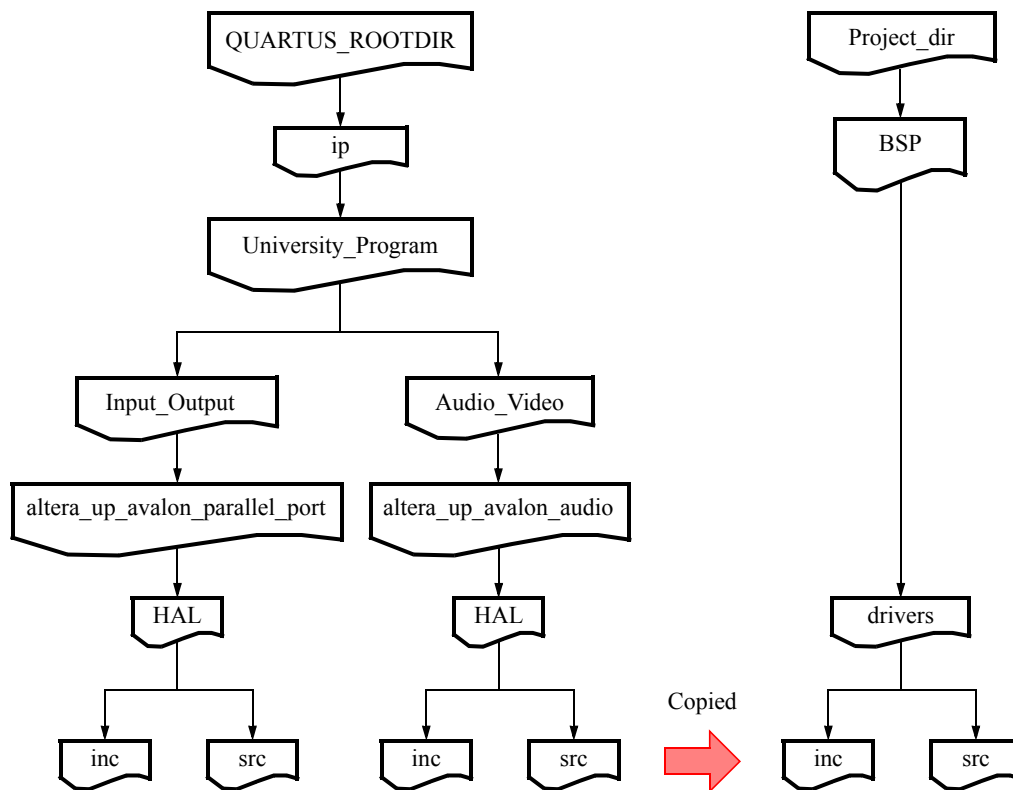 QUARTUS_ROOTDIR
Project_dir
ip
BSP
University_Program
Input_Output
Audio_Video
altera_up_avalon_parallel_port
altera_up_avalon_audio
HAL
HAL
drivers
Copied
inc
src
inc
src
inc
src